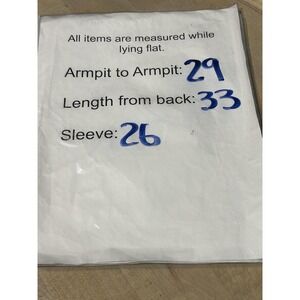 All items are measured while
lying flat.
Armpit to Armpit: 29
Length from back: 33
Sleeve: 26